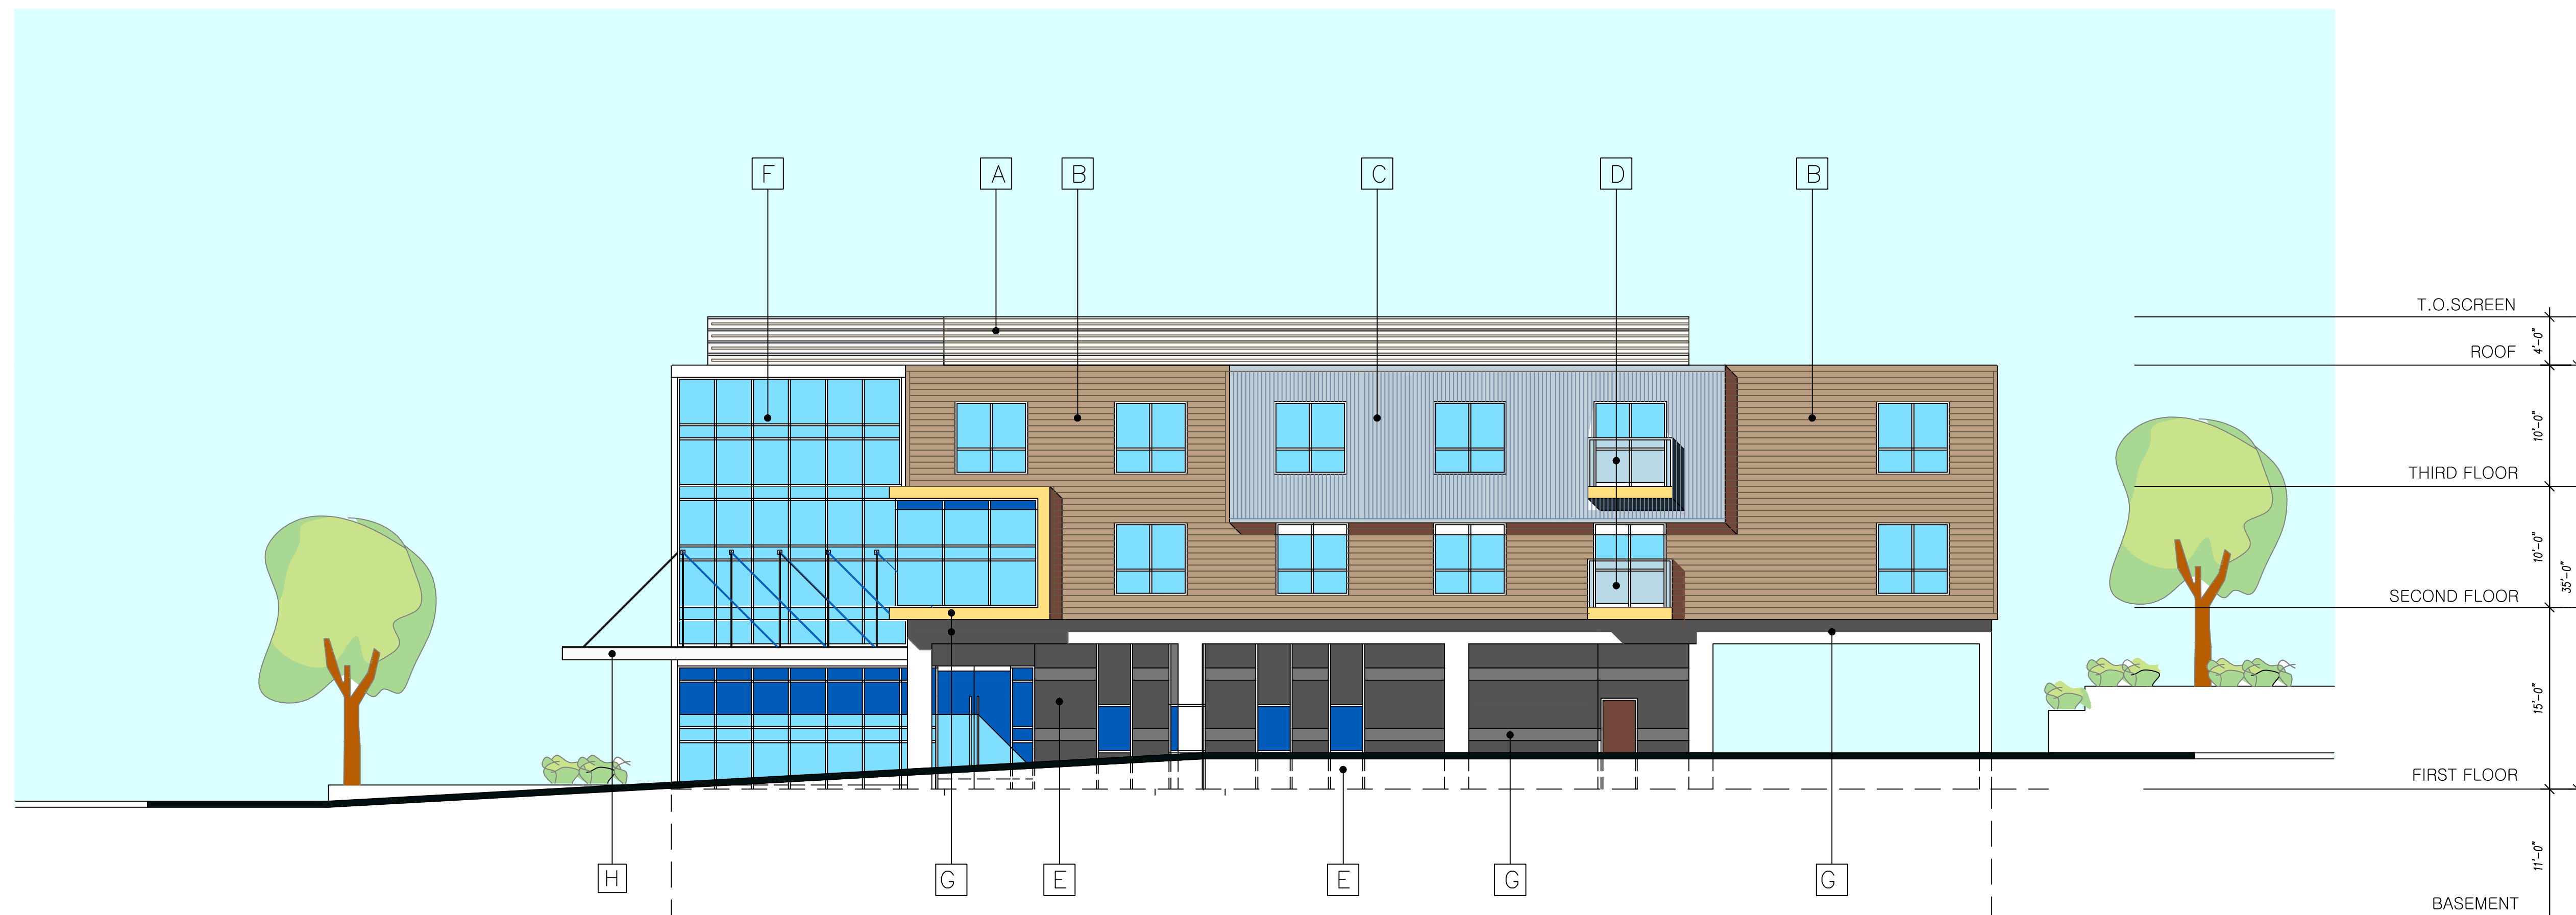 F A B C D B
T.O.SCREEN
4'-0"
ROOF
10'-0"
THIRD FLOOR
10'-0"
35'-0"
SECOND FLOOR
15'-0"
FIRST FLOOR
11'-0"
H G E E G G
BASEMENT